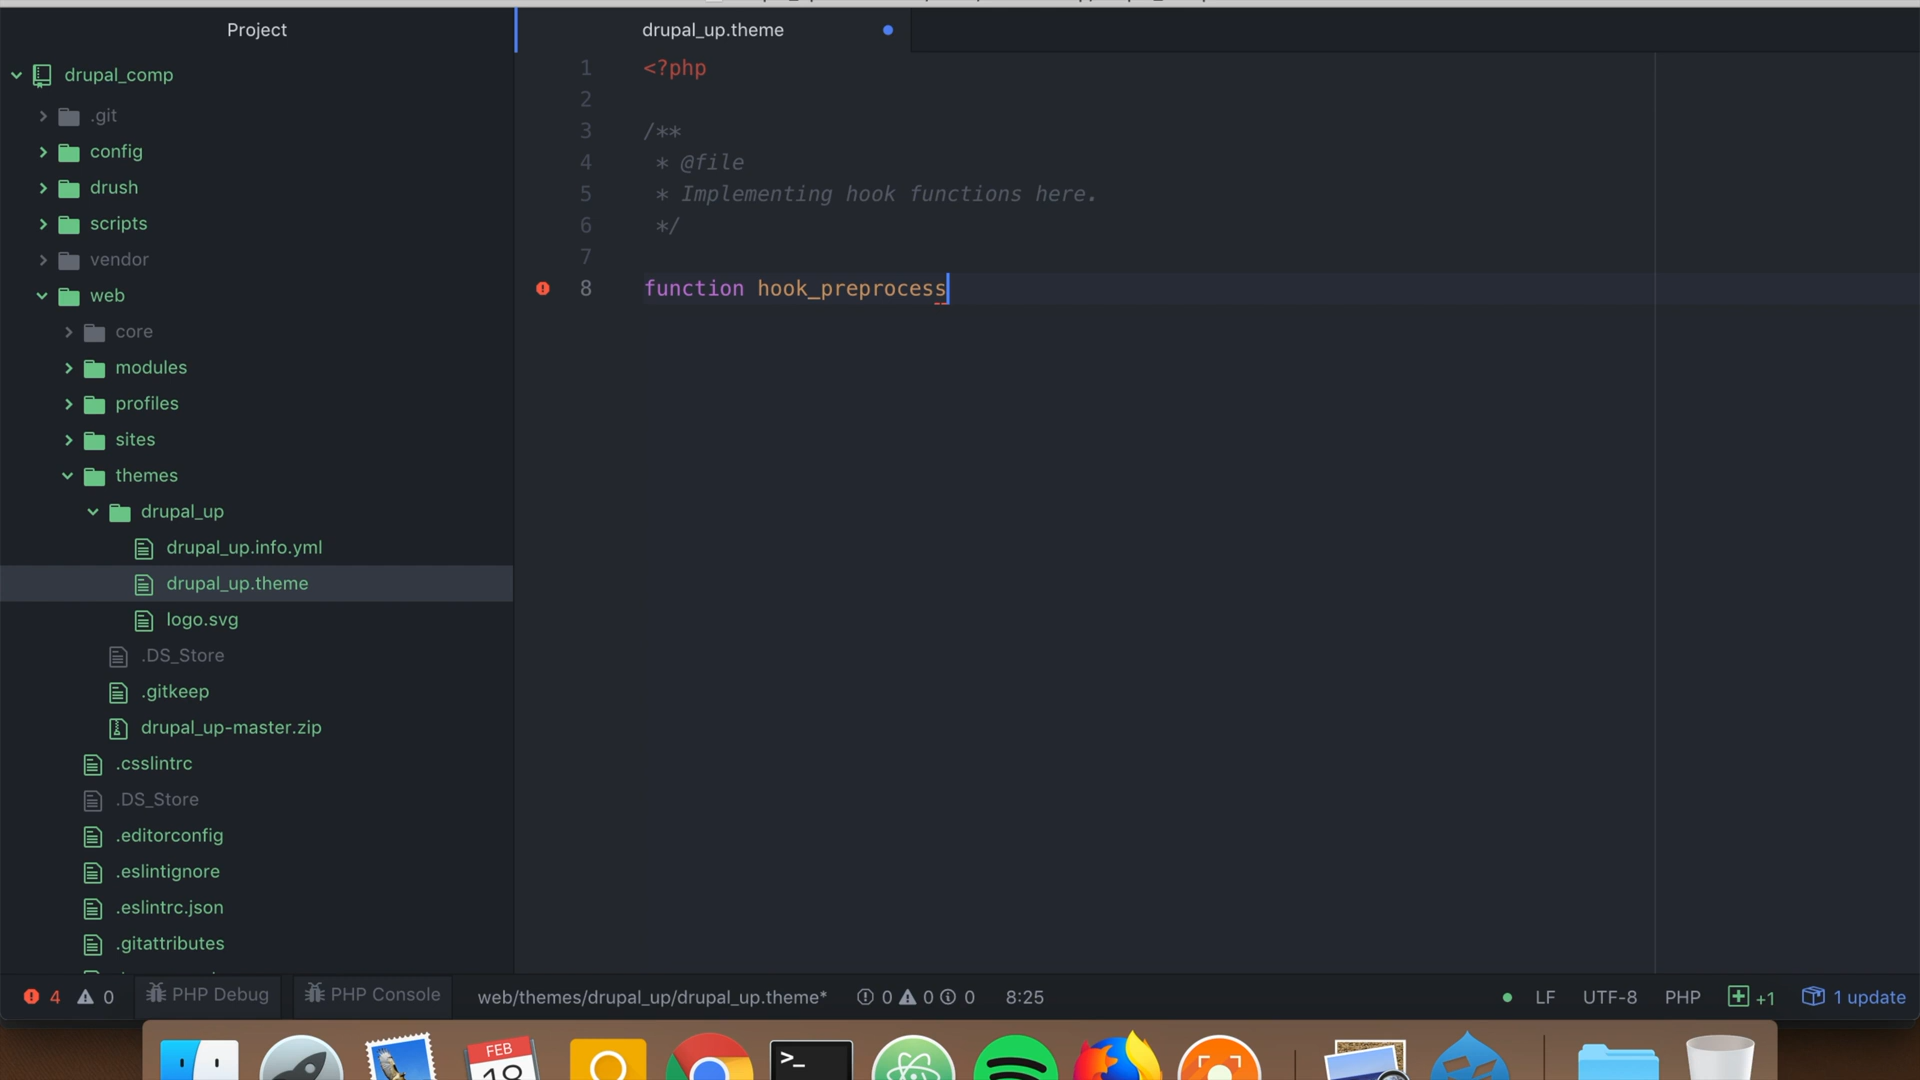 Project
drupal_comp
.git
config
drush
scripts
vendor
web
core
modules
profiles
sites
themes
drupal_up
drupal_up.info.yml
drupal_up.theme
logo.svg
.DS_Store
.gitkeep
drupal_up-master.zip
.csslintrc
.DS_Store
.editorconfig
.eslintignore
.eslintrc.json
.gitattributes
drupal_up.theme
1 <?php
2
3 /**
4 * @file
5 * Implementing hook functions here.
6 */
7
8 function hook_preprocess
4 0 PHP Debug PHP Console web/themes/drupal_up/drupal_up.theme* 0 0 0 8:25 LF UTF-8 PHP +1 1 update
FEB
18
>_